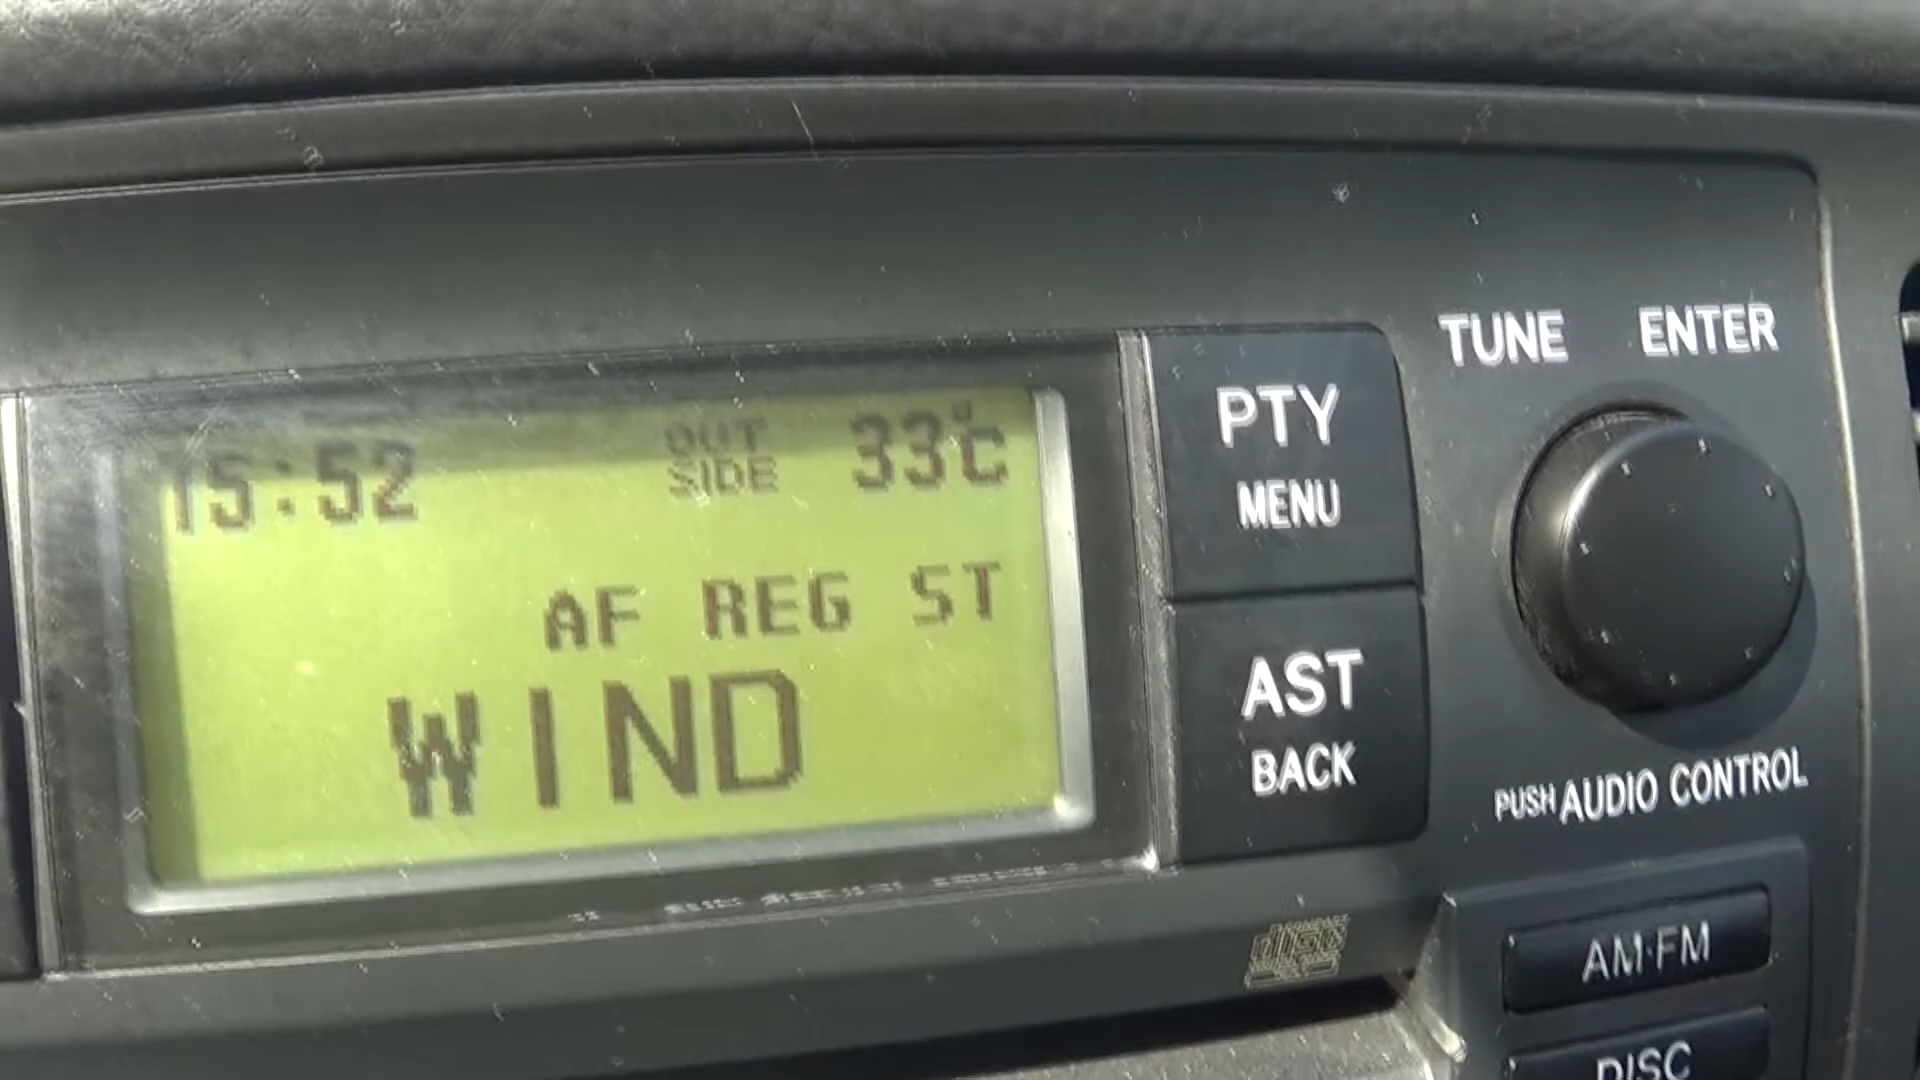 15:52 OUT SIDE 33°C
AF REG ST
WIND
PTY
MENU
AST
BACK
TUNE ENTER
PUSH AUDIO CONTROL
AM·FM
DISC
disc